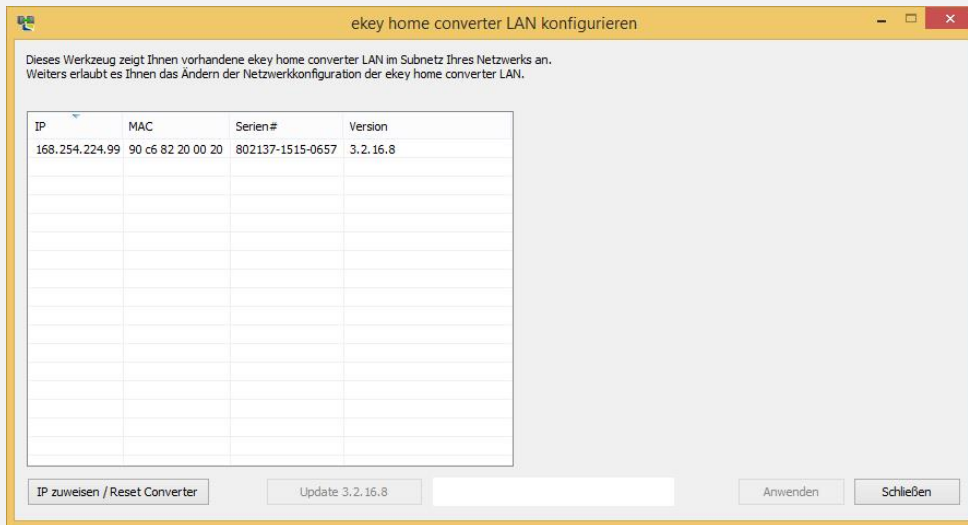 ekey home converter LAN konfigurieren
Dieses Werkzeug zeigt Ihnen vorhandene ekey home converter LAN im Subnetz Ihres Netzwerks an.
Weiters erlaubt es Ihnen das Ändern der Netzwerkkonfiguration der ekey home converter LAN.
IP MAC Serien# Version
168.254.224.99 90 c6 82 20 00 20 802137-1515-0657 3.2.16.8
IP zuweisen / Reset Converter Update 3.2.16.8 Anwenden Schließen